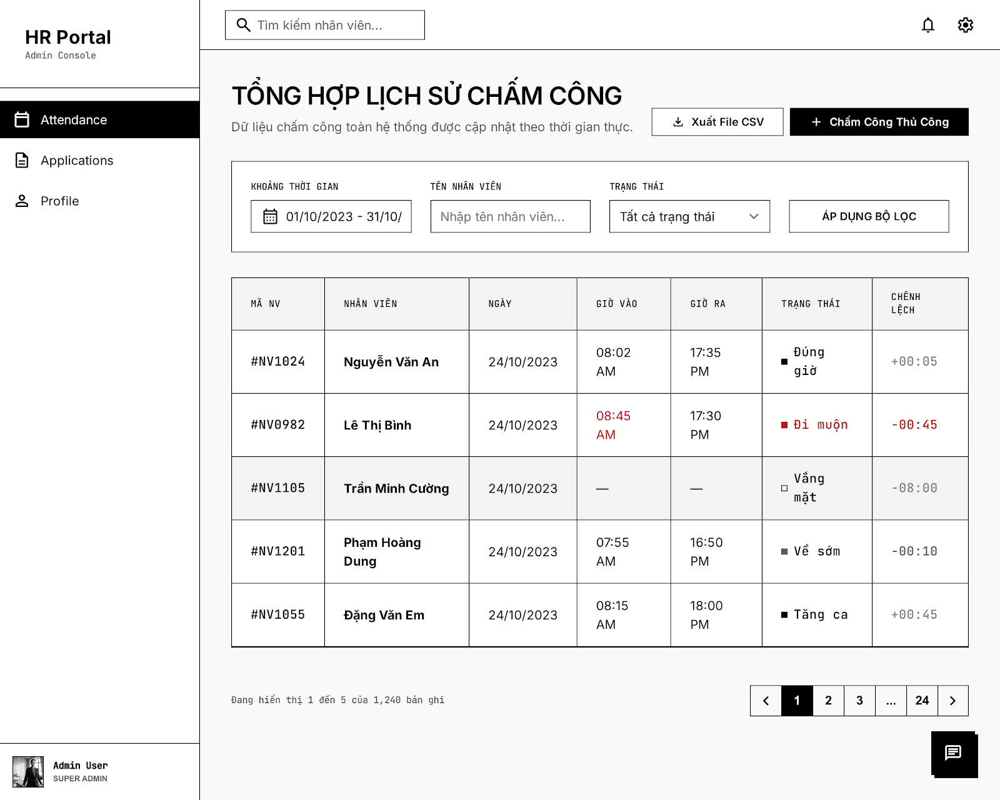 HR Portal
Admin Console
Attendance
Applications
Profile
Admin User
SUPER ADMIN
Tìm kiếm nhân viên...
TỔNG HỢP LỊCH SỬ CHẤM CÔNG
Dữ liệu chấm công toàn hệ thống được cập nhật theo thời gian thực.
Xuất File CSV
Chấm Công Thủ Công
KHOẢNG THỜI GIAN
TÊN NHÂN VIÊN
TRẠNG THÁI
01/10/2023 - 31/10/
Nhập tên nhân viên...
Tất cả trạng thái
ÁP DỤNG BỘ LỌC
MÃ NV
NHÂN VIÊN
NGÀY
GIỜ VÀO
GIỜ RA
TRẠNG THÁI
CHÊNH
LỆCH
#NV1024
Nguyễn Văn An
24/10/2023
08:02
AM
17:35
PM
Đúng
giờ
+00:05
#NV0982
Lê Thị Bình
24/10/2023
08:45
AM
17:30
PM
Đi muộn
-00:45
#NV1105
Trần Minh Cường
24/10/2023
—
—
Vắng
mặt
-08:00
#NV1201
Phạm Hoàng
Dung
24/10/2023
07:55
AM
16:50
PM
Về sớm
-00:10
#NV1055
Đặng Văn Em
24/10/2023
08:15
AM
18:00
PM
Tăng ca
+00:45
Đang hiển thị 1 đến 5 của 1,240 bản ghi
1
2
3
...
24